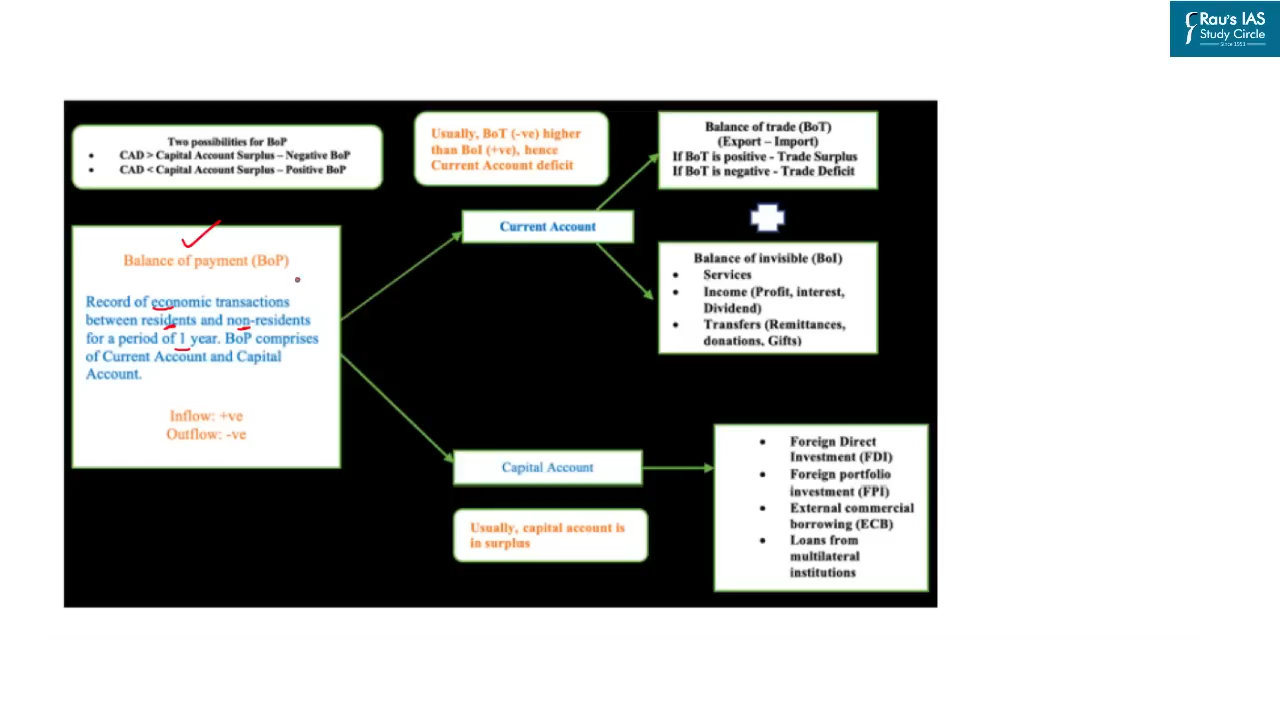 Rau's IAS
Study Circle
Since 1953
Two possibilities for BoP
• CAD > Capital Account Surplus – Negative BoP
• CAD < Capital Account Surplus – Positive BoP
Usually, BoT (-ve) higher
than BoI (+ve), hence
Current Account deficit
Balance of trade (BoT)
(Export – Import)
If BoT is positive - Trade Surplus
If BoT is negative - Trade Deficit
Current Account
Balance of payment (BoP)
Record of economic transactions
between residents and non-residents
for a period of 1 year. BoP comprises
of Current Account and Capital
Account.
Inflow: +ve
Outflow: -ve
Balance of invisible (BoI)
• Services
• Income (Profit, interest,
Dividend)
• Transfers (Remittances,
donations, Gifts)
Capital Account
Usually, capital account is
in surplus
• Foreign Direct
Investment (FDI)
• Foreign portfolio
investment (FPI)
• External commercial
borrowing (ECB)
• Loans from
multilateral
institutions